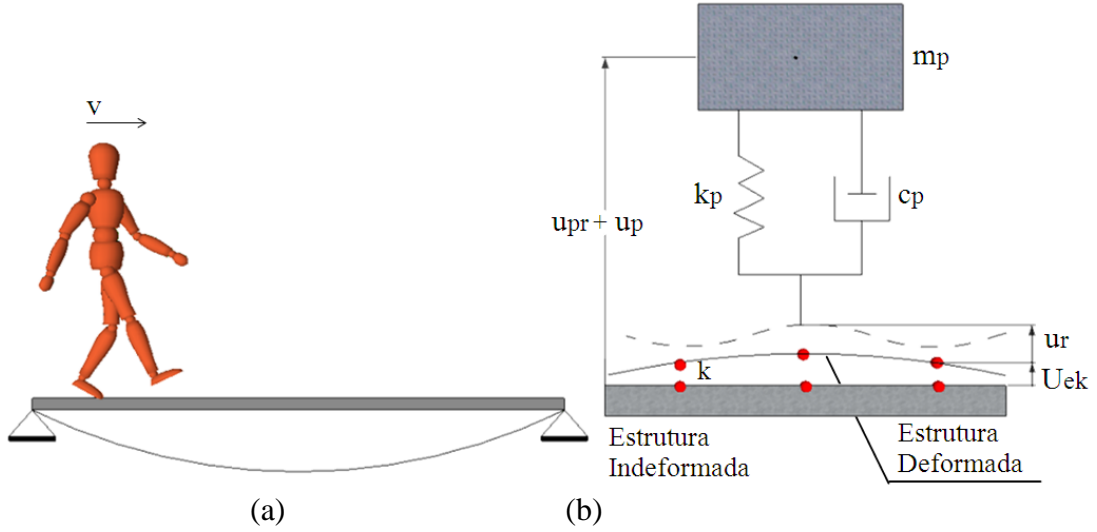 v
mp
kp
cp
upr + up
ur
k
Uek
Estrutura
Indeformada
Estrutura
Deformada
(a)
(b)